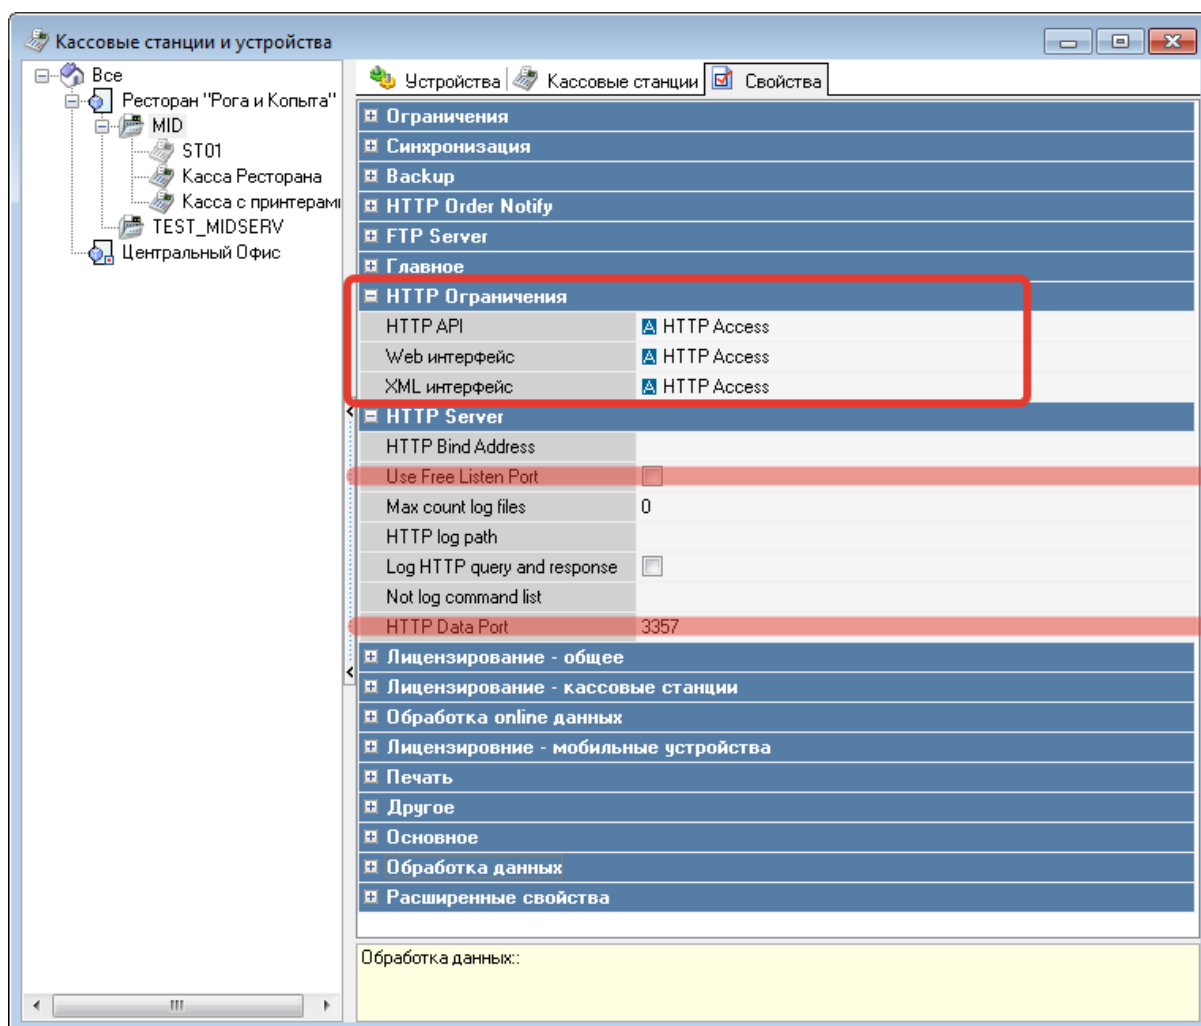 Кассовые станции и устройства
Все
Ресторан "Рога и Копыта"
MID
ST01
Касса Ресторана
Касса с принтерами
TEST_MIDSERV
Центральный Офис
Устройства Кассовые станции Свойства
Ограничения
Синхронизация
Backup
HTTP Order Notify
FTP Server
Главное
HTTP Ограничения
HTTP API A HTTP Access
Web интерфейс A HTTP Access
XML интерфейс A HTTP Access
HTTP Server
HTTP Bind Address
Use Free Listen Port
Max count log files 0
HTTP log path
Log HTTP query and response
Not log command list
HTTP Data Port 3357
Лицензирование - общее
Лицензирование - кассовые станции
Обработка online данных
Лицензировние - мобильные устройства
Печать
Другое
Основное
Обработка данных
Расширенные свойства
Обработка данных::